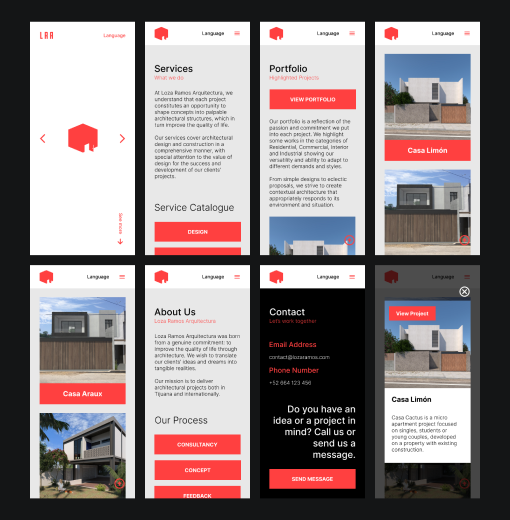 LAR
Language
See more
Language
Services
What we do
At Loza Ramos Arquitectura, we
understand that each project
constitutes an opportunity to
shape concepts into palpable
architectural structures, which in
turn improve the quality of life.
Our services cover architectural
design and construction in a
comprehensive manner, with
special attention to the value of
design for the success and
development of our clients'
projects.
Service Catalogue
DESIGN
Language
Portfolio
Highlighted Projects
VIEW PORTFOLIO
Our portfolio is a reflection of the
passion and commitment we put
into each project. We highlight
some works in the categories of
Residential, Commercial, Interior
and Industrial showing our
versatility and ability to adapt to
different demands and styles.
From simple designs to eclectic
proposals, we strive to create
contextual architecture that
appropriately responds to its
environment and situation.
Language
Casa Limón
Language
Casa Araux
Language
About Us
Loza Ramos Arquitectura
Loza Ramos Arquitectura was born
from a genuine commitment: to
improve the quality of life through
architecture. We wish to translate
our clients' ideas and dreams into
tangible realities.
Our mission is to deliver
architectural projects both in
Tijuana and internationally.
Our Process
CONSULTANCY
CONCEPT
FEEDBACK
Language
Contact
Let's work together
Email Address
contact@lozaramos.com
Phone Number
+52 664 123 456
Do you have an
idea or a project in
mind? Call us or
send us a
message.
SEND MESSAGE
Language
View Project
Casa Limón
Casa Cactus is a micro
apartment project focused
on singles, students or
young couples, developed
on a property with existing
construction.